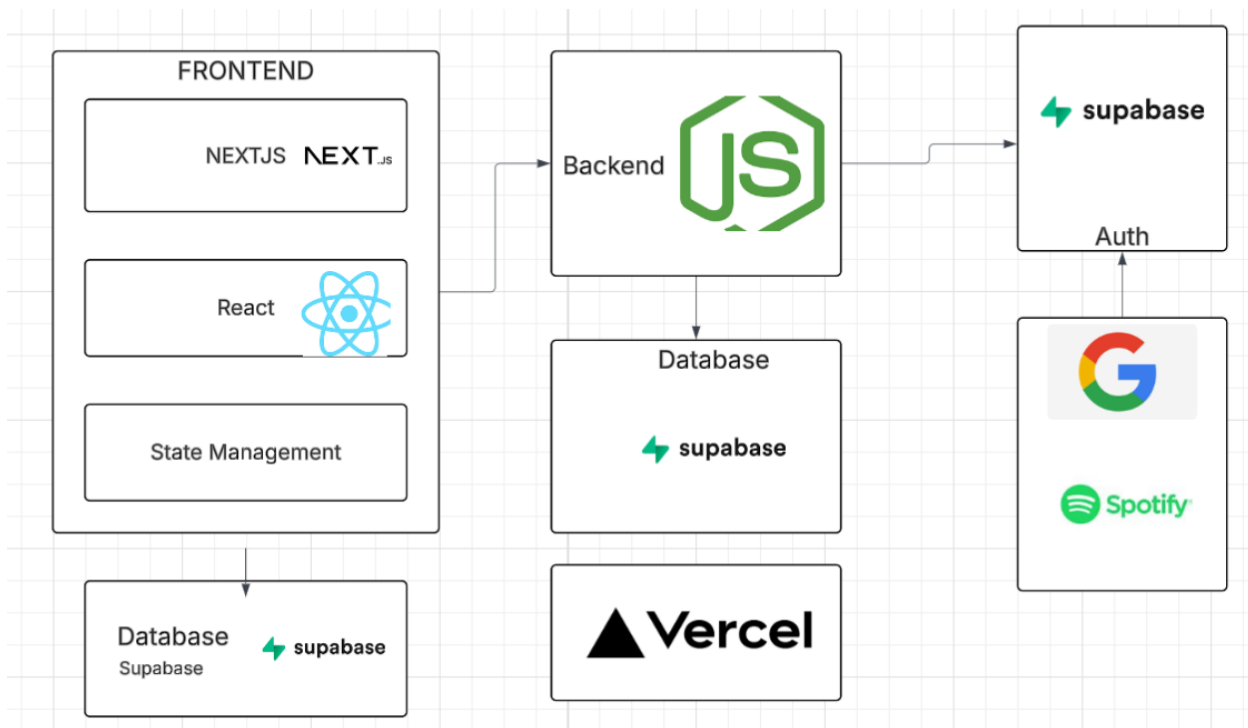 FRONTEND
NEXTJS NEXT.JS
React
State Management
Database
Supabase
supabase
Backend
JS
Database
supabase
Vercel
supabase
Auth
G
Spotify